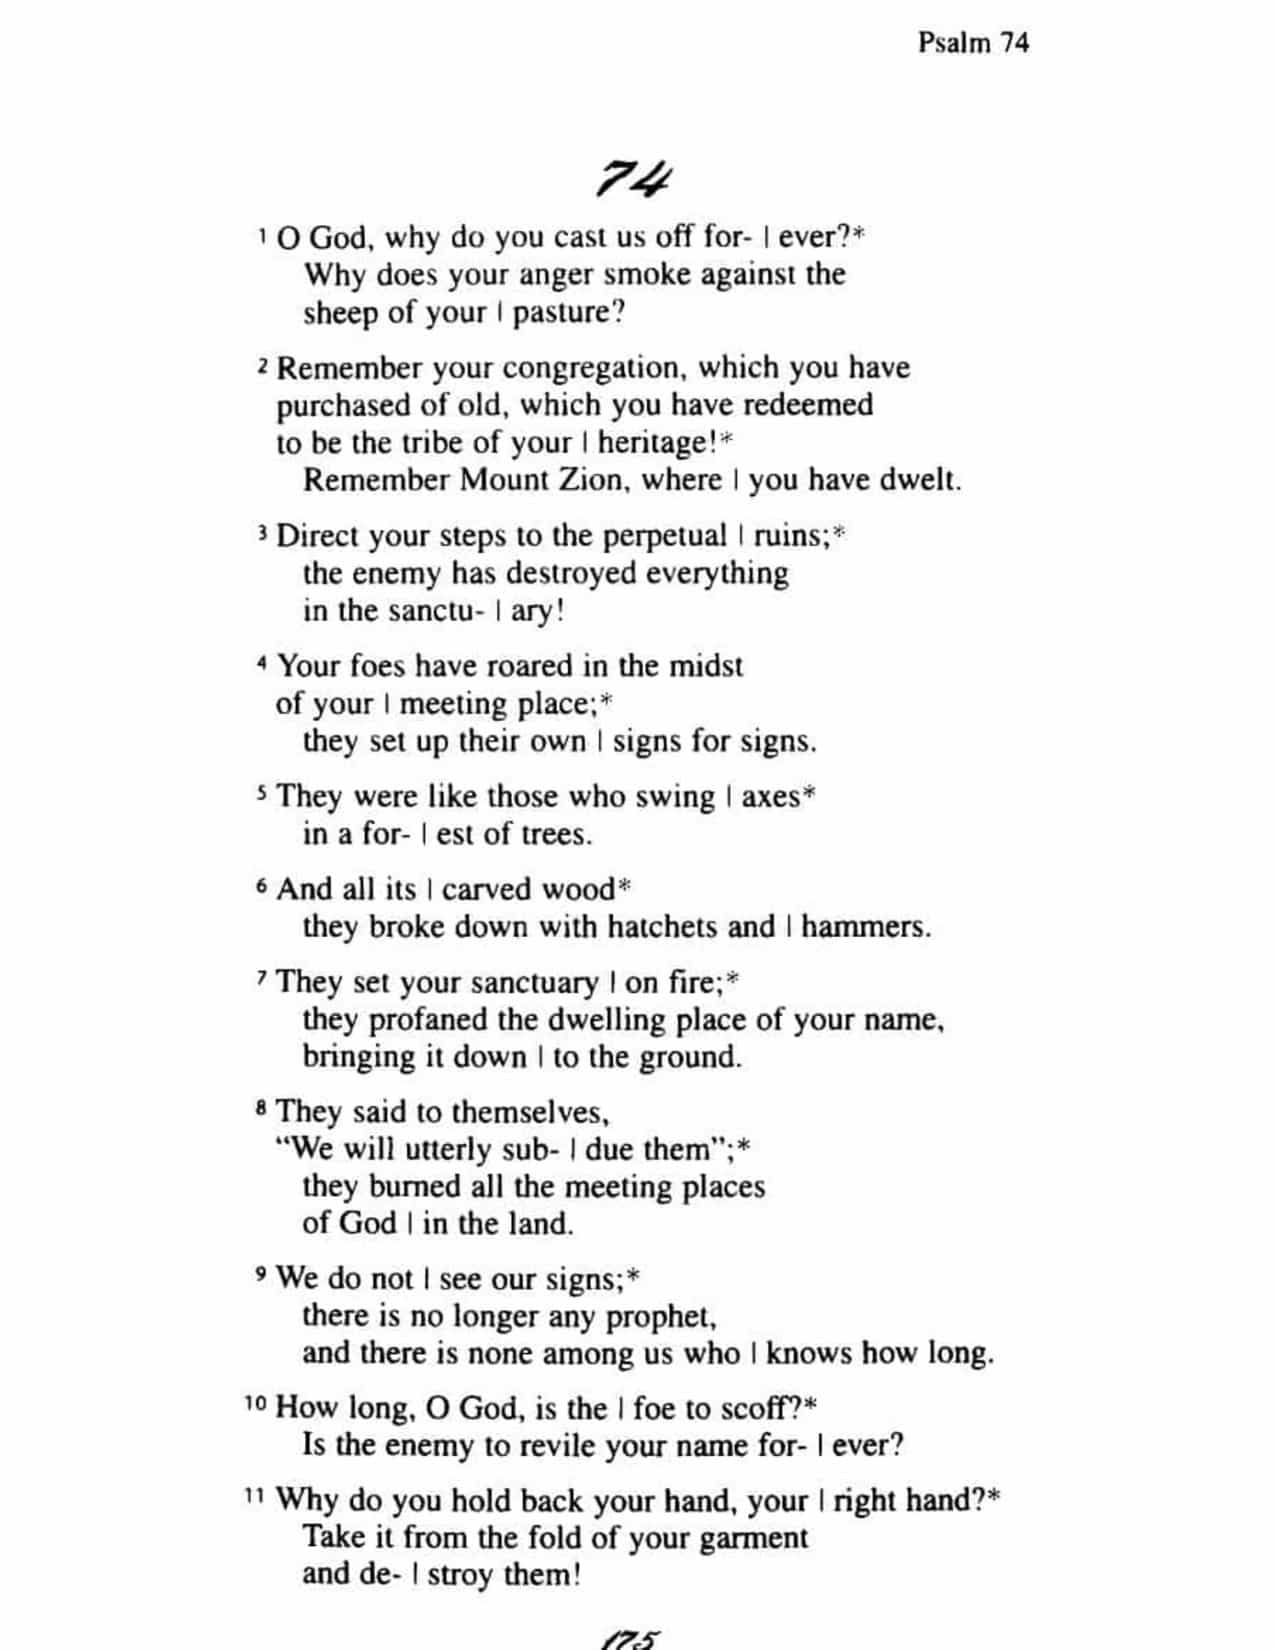 Psalm 74
74
1 O God, why do you cast us off for- | ever?*
Why does your anger smoke against the
sheep of your | pasture?
2 Remember your congregation, which you have
purchased of old, which you have redeemed
to be the tribe of your | heritage!*
Remember Mount Zion, where | you have dwelt.
3 Direct your steps to the perpetual | ruins;*
the enemy has destroyed everything
in the sanctu- | ary!
4 Your foes have roared in the midst
of your | meeting place;*
they set up their own | signs for signs.
5 They were like those who swing | axes*
in a for- | est of trees.
6 And all its | carved wood*
they broke down with hatchets and | hammers.
7 They set your sanctuary | on fire;*
they profaned the dwelling place of your name,
bringing it down | to the ground.
8 They said to themselves,
“We will utterly sub- | due them”;*
they burned all the meeting places
of God | in the land.
9 We do not | see our signs;*
there is no longer any prophet,
and there is none among us who | knows how long.
10 How long, O God, is the | foe to scoff?*
Is the enemy to revile your name for- | ever?
11 Why do you hold back your hand, your | right hand?*
Take it from the fold of your garment
and de- | stroy them!
175